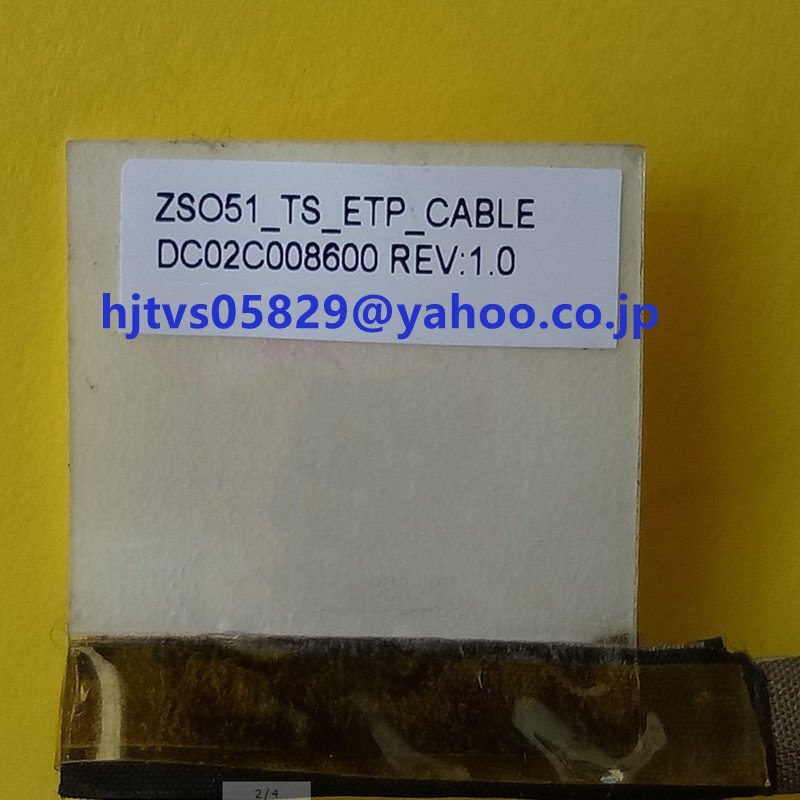 ZSO51_TS_ETP_CABLE
DC02C008600 REV:1.0
hjtvs05829@yahoo.co.jp
2/4